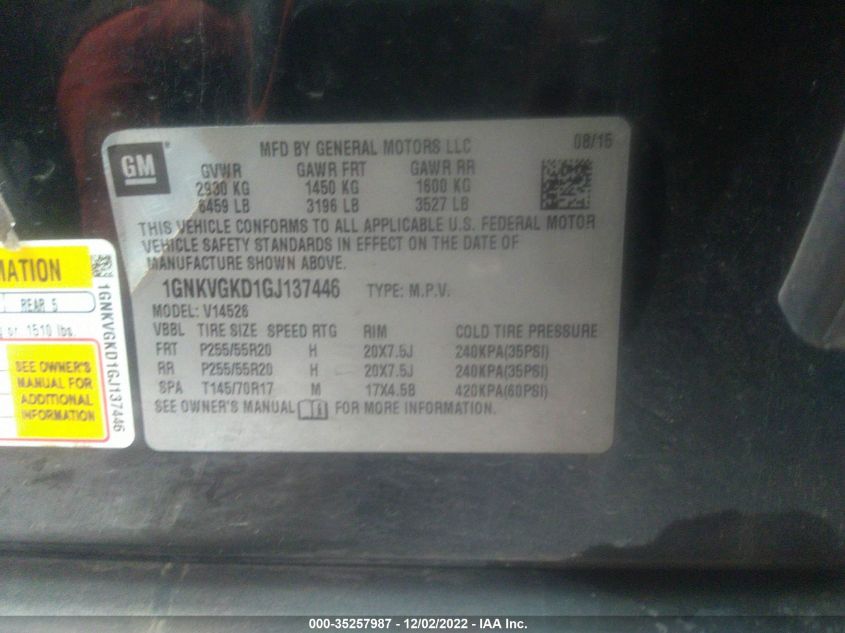 GM
MFD BY GENERAL MOTORS LLC
08/15
GVWR GAWR FRT GAWR RR
2930 KG 1450 KG 1600 KG
6459 LB 3196 LB 3527 LB
THIS VEHICLE CONFORMS TO ALL APPLICABLE U.S. FEDERAL MOTOR
VEHICLE SAFETY STANDARDS IN EFFECT ON THE DATE OF
MANUFACTURE SHOWN ABOVE.
1GNKVGKD1GJ137446 TYPE: M.P.V.
MODEL: V14526
VBBL TIRE SIZE SPEED RTG RIM COLD TIRE PRESSURE
FRT P255/55R20 H 20X7.5J 240KPA(35PSI)
RR P255/55R20 H 20X7.5J 240KPA(35PSI)
SPA T145/70R17 M 17X4.5B 420KPA(60PSI)
SEE OWNER'S MANUAL FOR MORE INFORMATION.
MATION
REAR 5
or 1510 lbs.
SEE OWNER'S
MANUAL FOR
ADDITIONAL
INFORMATION
1GNKVGKD1GJ137446
000-35257987 - 12/02/2022 - IAA Inc.